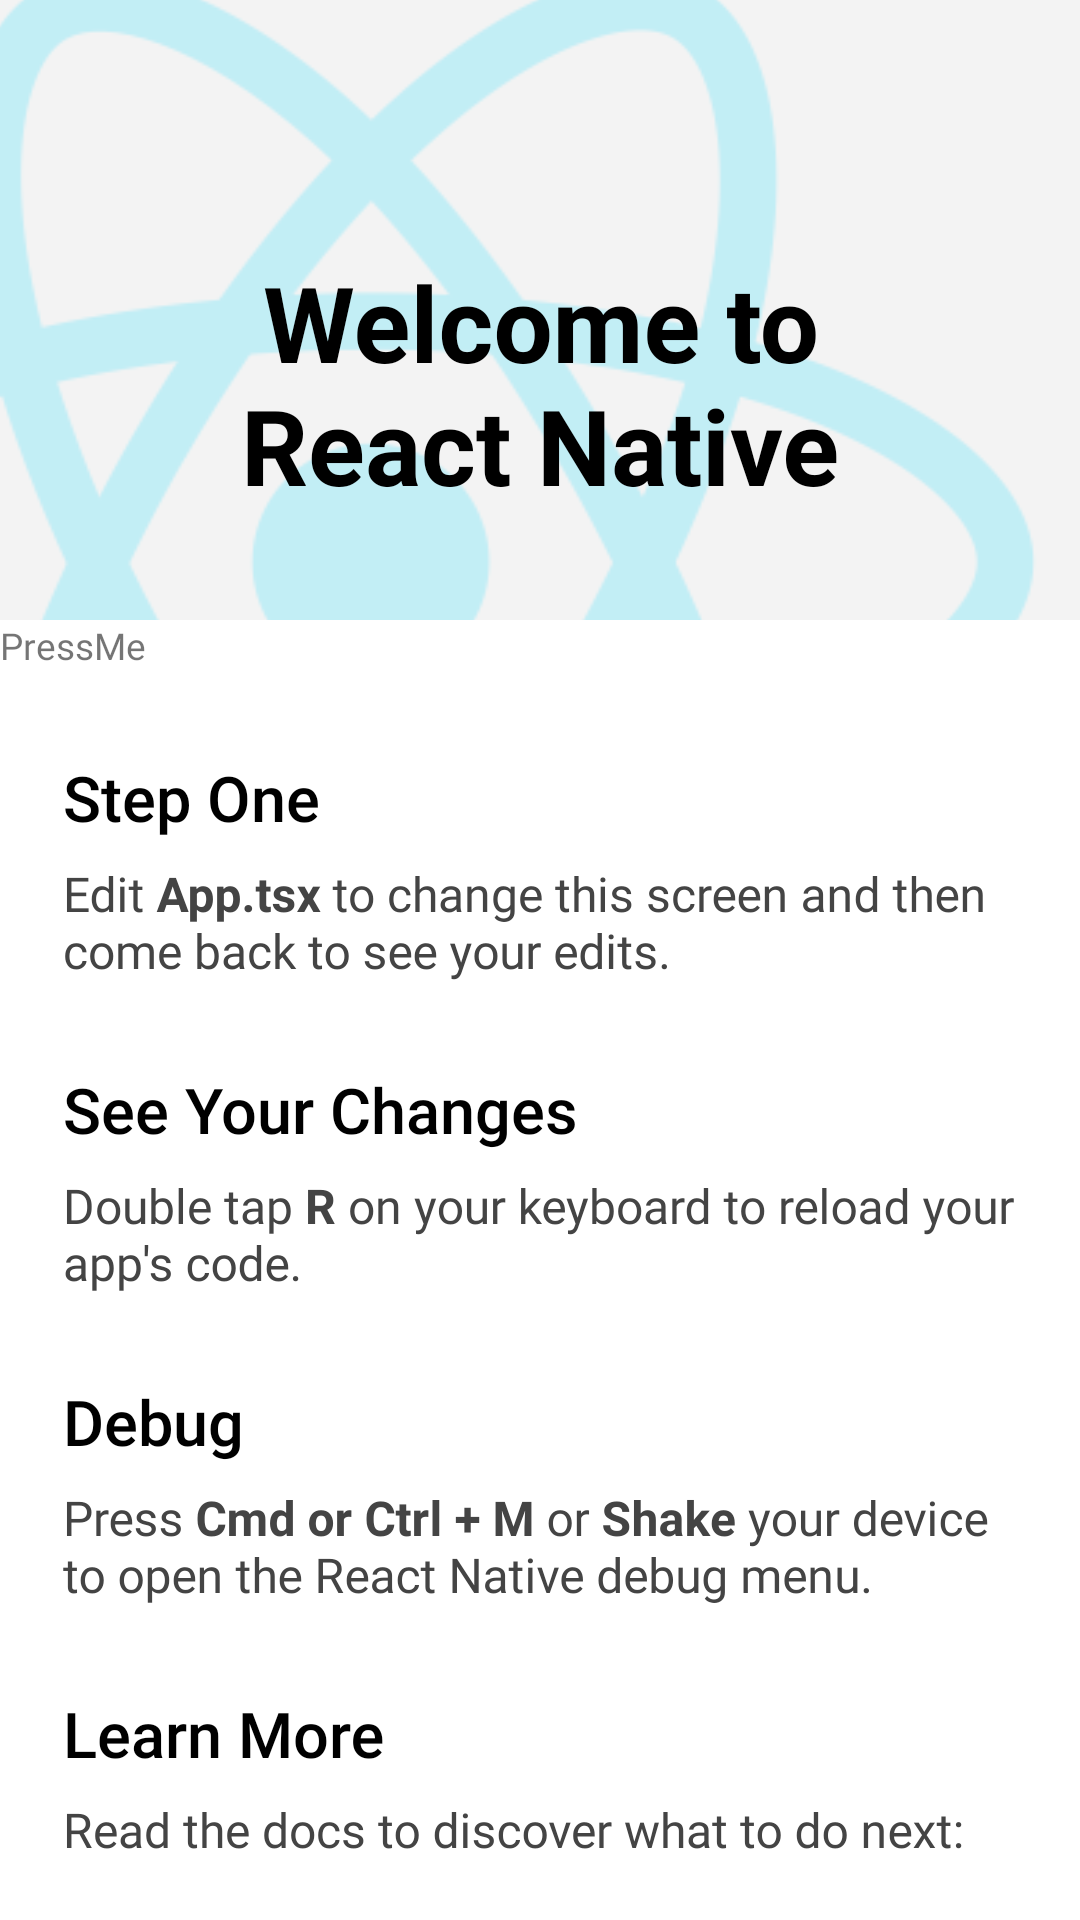 Welcome to
React Native
PressMe
Step One
Edit App.tsx to change this screen and then
come back to see your edits.
See Your Changes
Double tap R on your keyboard to reload your
app's code.
Debug
Press Cmd or Ctrl + M or Shake your device
to open the React Native debug menu.
Learn More
Read the docs to discover what to do next: